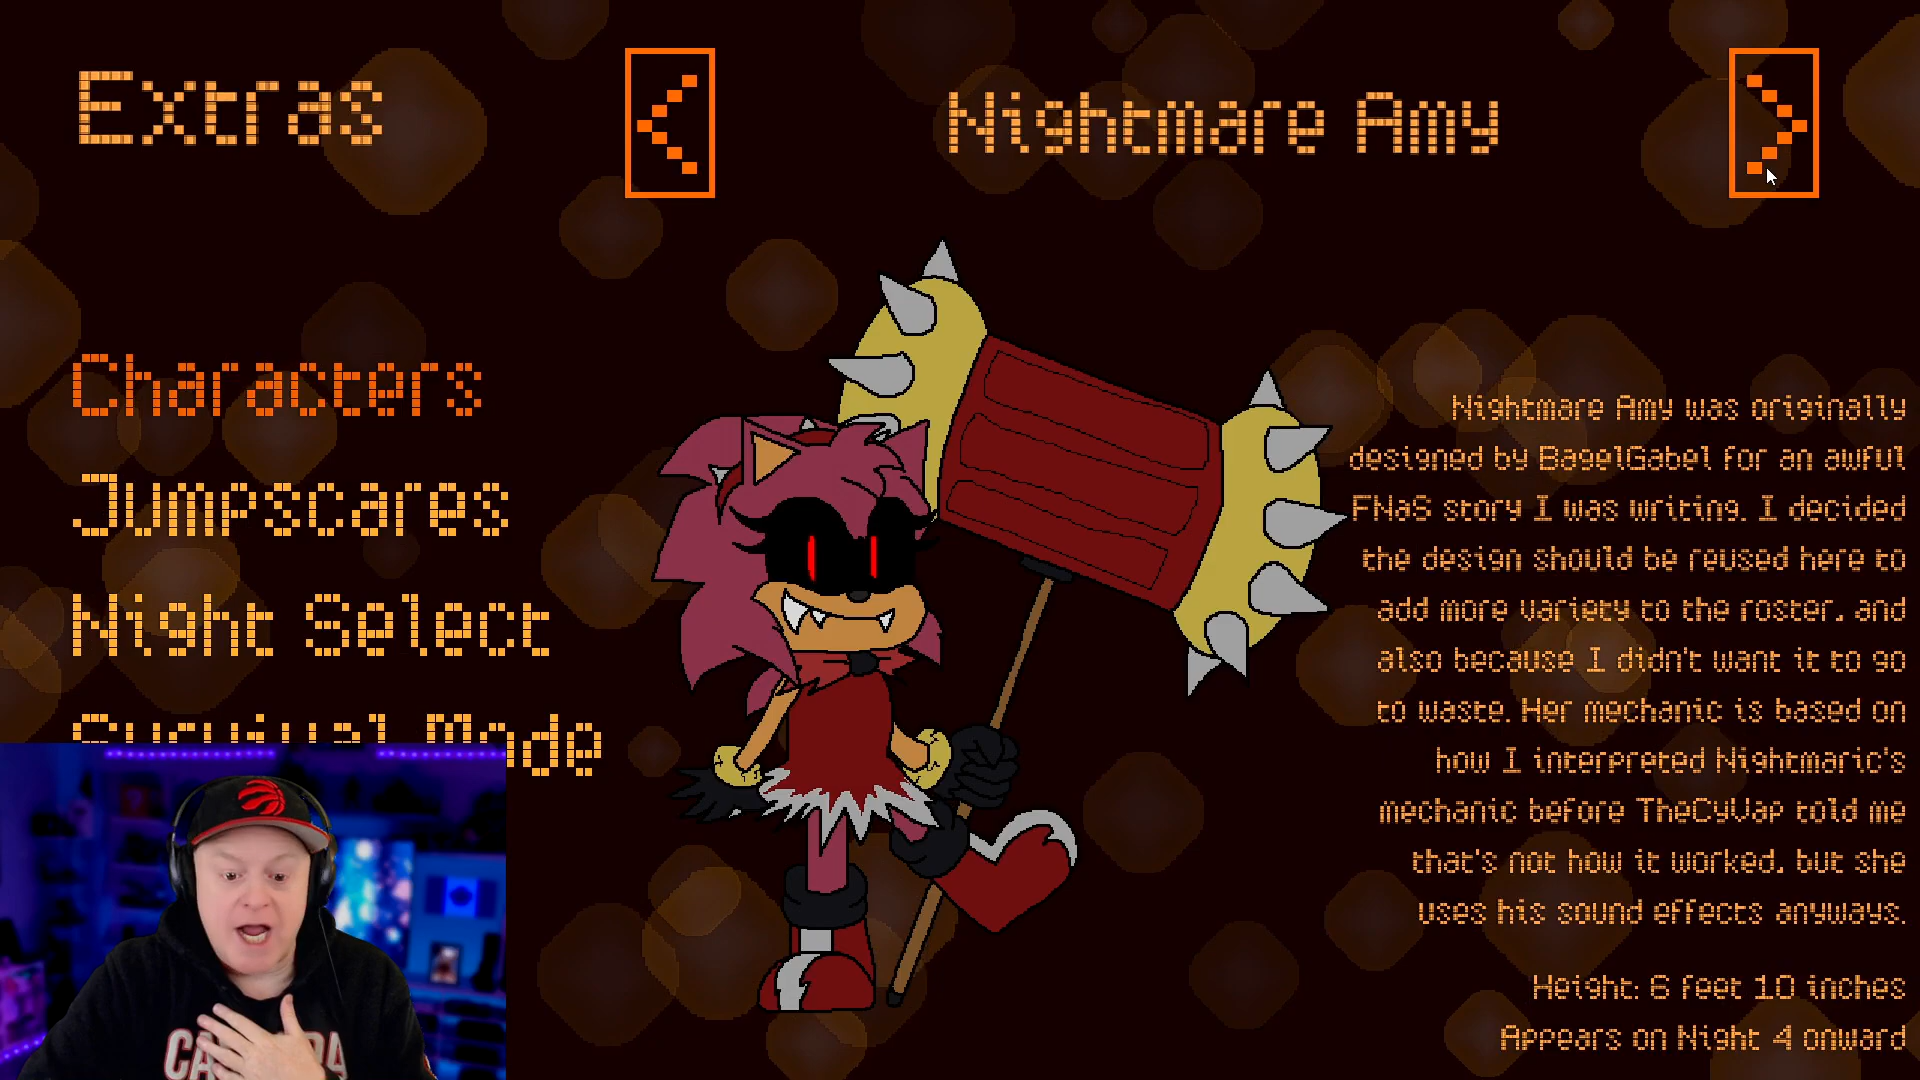 Extras
Nightmare Amy
Characters
Jumpscares
Night Select
Survival Mode
Nightmare Amy was originally
designed by BagelGabel for an awful
FNaS story I was writing. I decided
the design should be reused here to
add more variety to the roster, and
also because I didn't want it to go
to waste. Her mechanic is based on
how I interpreted Nightmaric's
mechanic before TheCyVap told me
that's not how it worked, but she
uses his sound effects anyways.
Height: 6 feet 10 inches
Appears on Night 4 onward